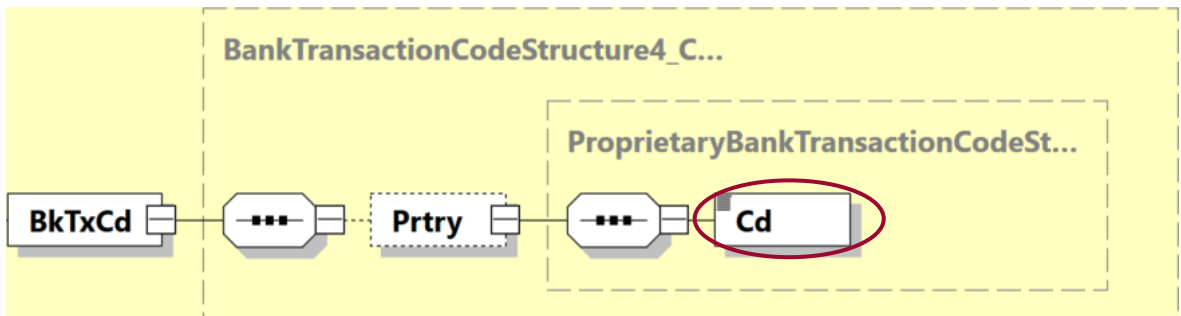 BankTransactionCodeStructure4_C...
ProprietaryBankTransactionCodeSt...
BkTxCd
Prtry
Cd